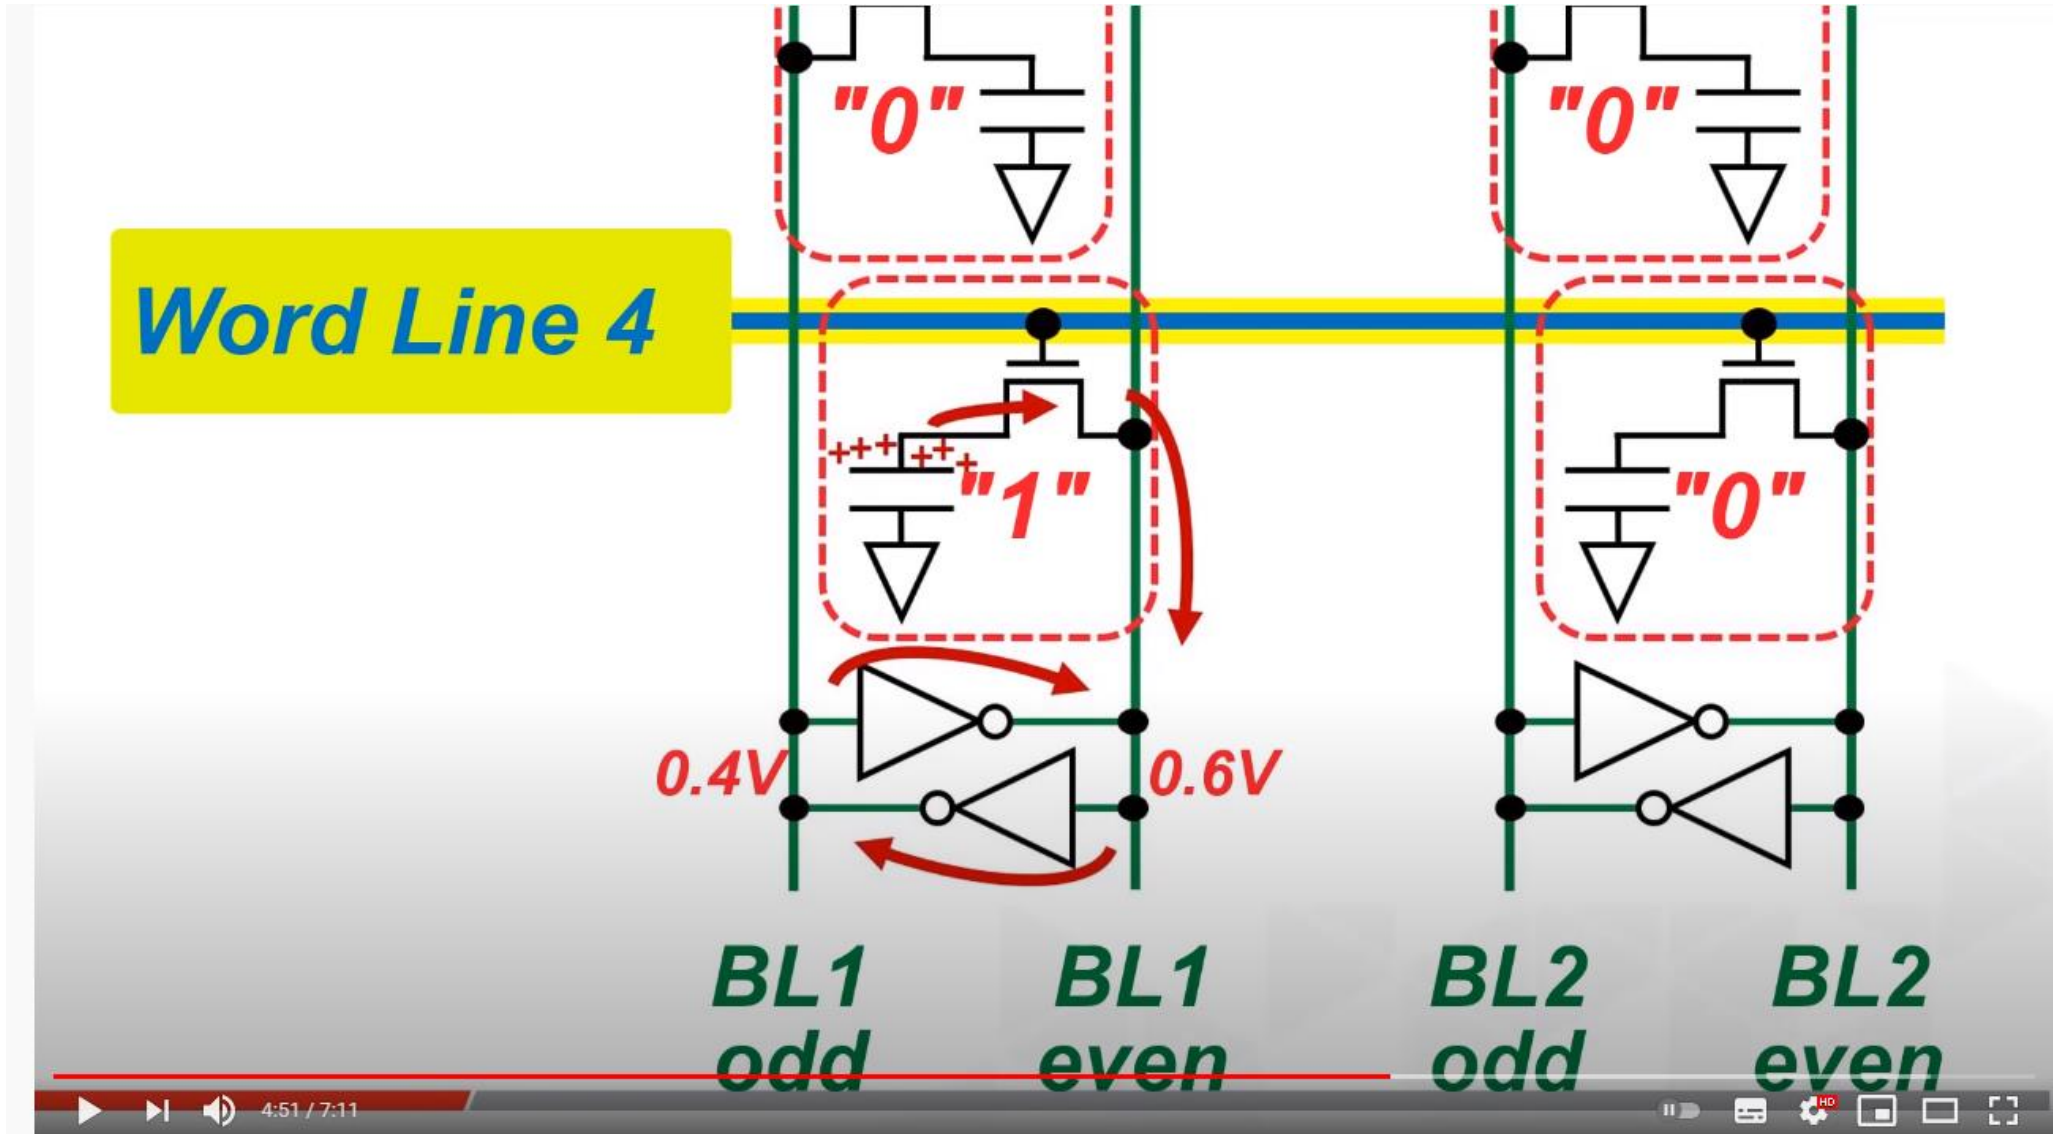 "0"
"0"
Word Line 4
+++ +++
"1"
"0"
0.4V
0.6V
BL1
odd
BL1
even
BL2
odd
BL2
even
4:51 / 7:11
HD